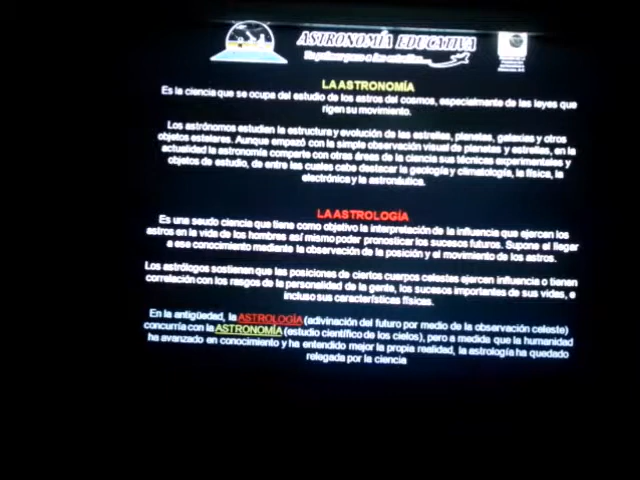 ASTRONOMÍA EDUCATIVA
Tu primer paso a las estrellas
LA ASTRONOMÍA
Es la ciencia que se ocupa del estudio de los astros del cosmos, especialmente de las leyes que
rigen su movimiento.
Los astrónomos estudian la estructura y evolución de las estrellas, planetas, galaxias y otros
objetos estelares. Aunque empezó con la simple observación visual de planetas y estrellas, en la
actualidad la astronomía comparte con otras áreas de la ciencia sus técnicas experimentales y
objetos de estudio, de entre las cuales cabe destacar la geología y climatología, la física, la
electrónica y la astronáutica.
LA ASTROLOGÍA
Es una seudo ciencia que tiene como objetivo la interpretación de la influencia que ejercen los
astros en la vida de los hombres así mismo poder pronosticar los sucesos futuros. Supone el llegar
a ese conocimiento mediante la observación de la posición y el movimiento de los astros.
Los astrólogos sostienen que las posiciones de ciertos cuerpos celestes ejercen influencia o tienen
correlación con los rasgos de la personalidad de la gente, los sucesos importantes de sus vidas, e
incluso sus características físicas.
En la antigüedad, la ASTROLOGÍA (adivinación del futuro por medio de la observación celeste)
concurría con la ASTRONOMÍA (estudio científico de los cielos), pero a medida que la humanidad
ha avanzado en conocimiento y ha entendido mejor la propia realidad, la astrología ha quedado
relegada por la ciencia